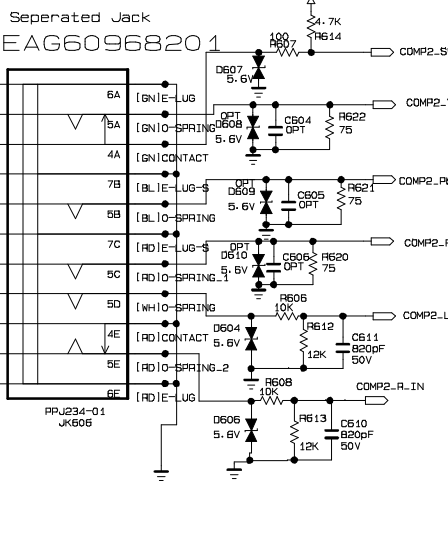 Seperated Jack
EAG60968201
4.7K
R614
100
R607
COMP2_S
D607
5.6V
6A
[GN]E-LUG
OPT
5A
[GN]O-SPRING
D608
5.6V
C604
OPT
R622
75
4A
[GN]CONTACT
7B
[BL]E-LUG-S
OPT
D609
5.6V
C605
OPT
R621
75
COMP2_P
5B
[BL]O-SPRING
7C
[RD]E-LUG-S
OPT
D610
5.6V
C606
OPT
R620
75
COMP2_P
5C
[RD]O-SPRING_1
5D
[WH]O-SPRING
R606
10K
COMP2_L
D604
5.6V
R612
12K
C611
820pF
50V
4E
[RD]CONTACT
5E
[RD]O-SPRING_2
R608
10K
COMP2_R_IN
6E
[RD]E-LUG
D606
5.6V
R613
12K
C610
820pF
50V
PPJ234-01
JK606